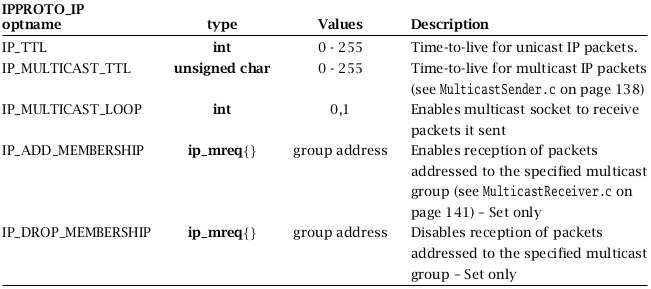 IPPROTO_IP
optname type Values Description
IP_TTL int 0 - 255 Time-to-live for unicast IP packets.
IP_MULTICAST_TTL unsigned char 0 - 255 Time-to-live for multicast IP packets
(see MulticastSender.c on page 138)
IP_MULTICAST_LOOP int 0,1 Enables multicast socket to receive
packets it sent
IP_ADD_MEMBERSHIP ip_mreq{} group address Enables reception of packets
addressed to the specified multicast
group (see MulticastReceiver.c on
page 141) – Set only
IP_DROP_MEMBERSHIP ip_mreq{} group address Disables reception of packets
addressed to the specified multicast
group – Set only